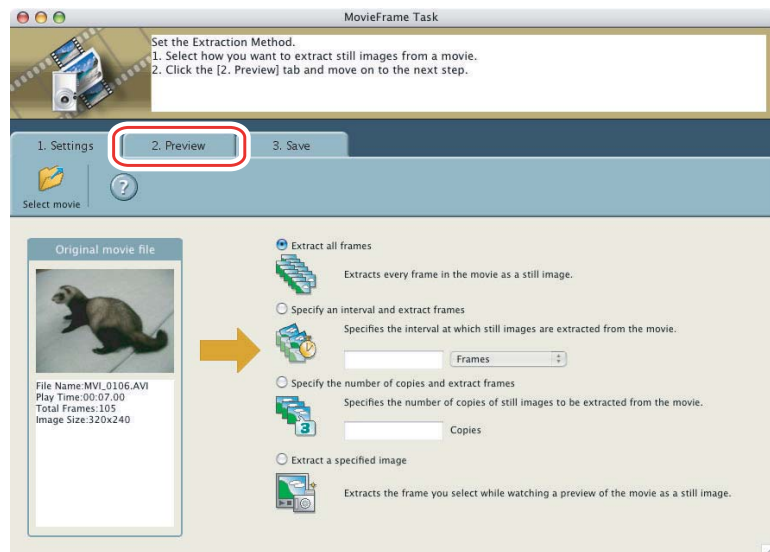 MovieFrame Task
Set the Extraction Method.
1. Select how you want to extract still images from a movie.
2. Click the [2. Preview] tab and move on to the next step.
1. Settings
2. Preview
3. Save
Select movie
?
Original movie file
File Name:MVI_0106.AVI
Play Time:00:07.00
Total Frames:105
Image Size:320x240
Extract all frames
Extracts every frame in the movie as a still image.
Specify an interval and extract frames
Specifies the interval at which still images are extracted from the movie.
Frames
Specify the number of copies and extract frames
Specifies the number of copies of still images to be extracted from the movie.
3
Copies
Extract a specified image
Extracts the frame you select while watching a preview of the movie as a still image.